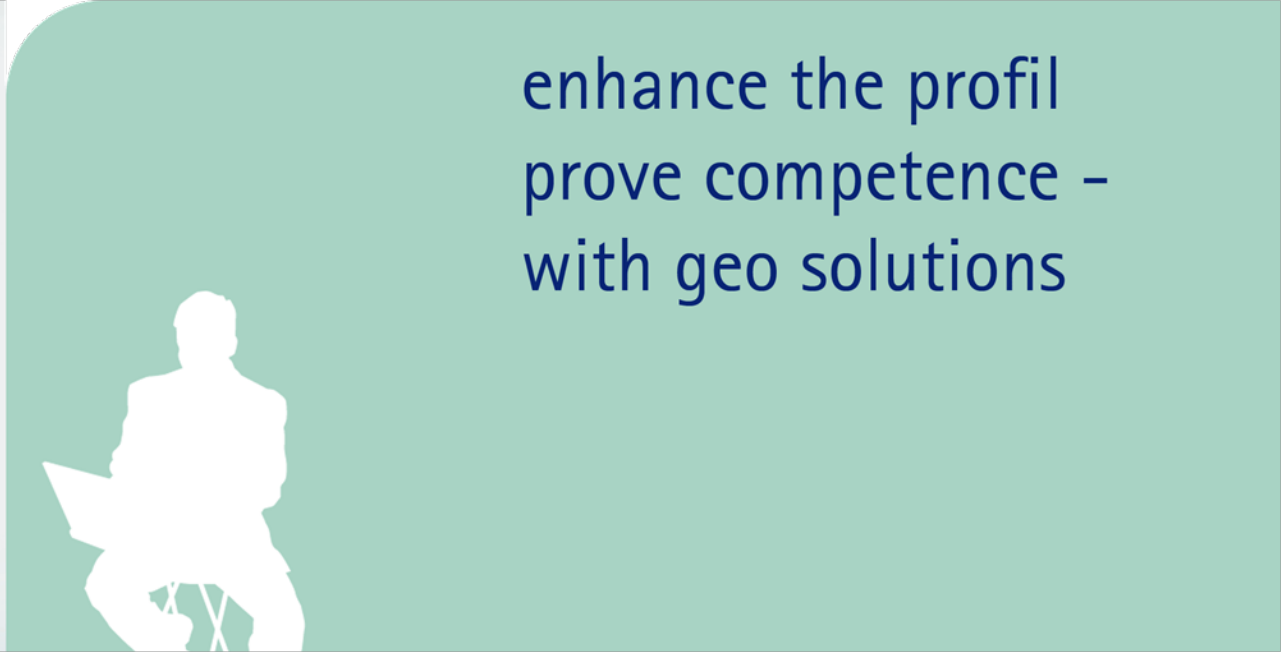 enhance the profil
prove competence –
with geo solutions